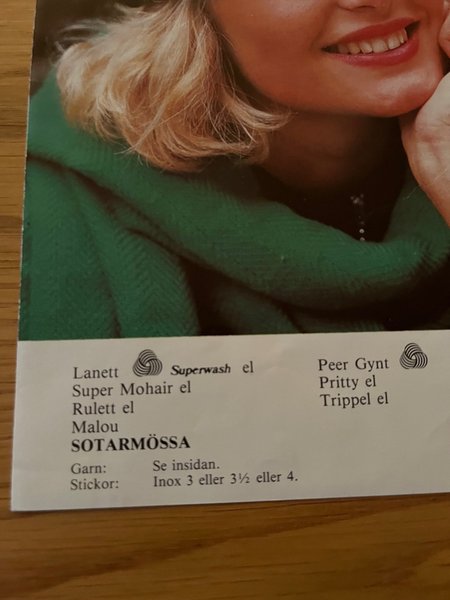 Lanett Superwash el
Super Mohair el
Rulett el
Malou
Peer Gynt
Pritty el
Trippel el
SOTARMÖSSA
Garn: Se insidan.
Stickor: Inox 3 eller 3½ eller 4.